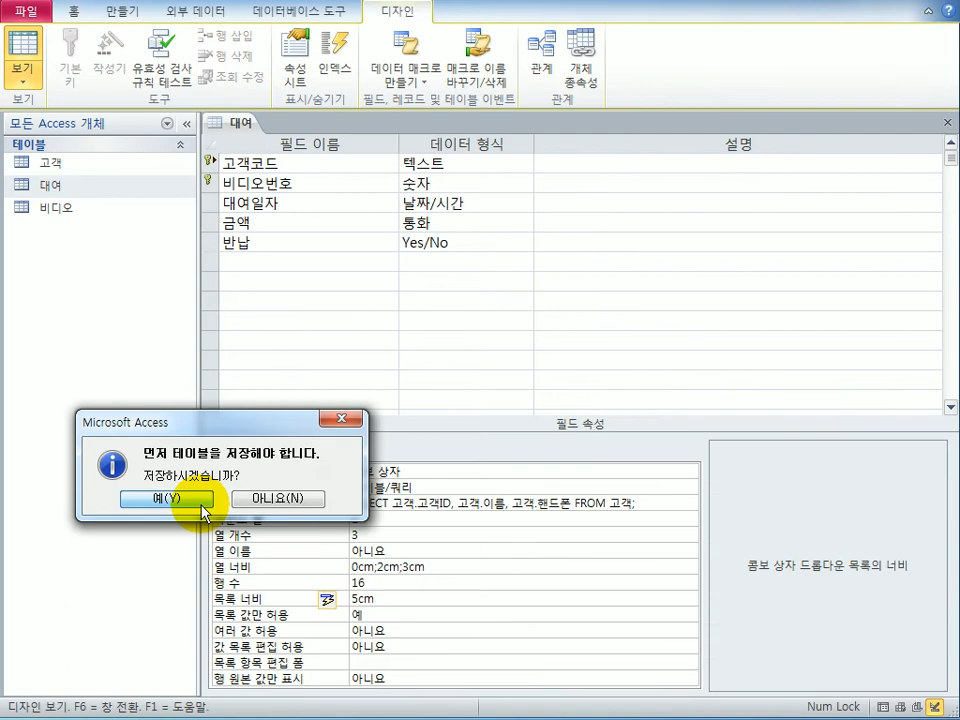 파일 홈 만들기 외부 데이터 데이터베이스 도구 디자인
보기 기본 키 작성기 유효성 검사 규칙 테스트 행 삽입 행 삭제 조회 수정 속성 시트 인덱스 데이터 매크로 만들기 매크로 이름 바꾸기/삭제 관계 개체 종속성
보기 도구 표시/숨기기 필드, 레코드 및 테이블 이벤트 관계
모든 Access 개체
테이블
고객
대여
비디오
대여
필드 이름 데이터 형식 설명
고객코드 텍스트
비디오번호 숫자
대여일자 날짜/시간
금액 통화
반납 Yes/No
필드 속성
Microsoft Access
먼저 테이블을 저장해야 합니다.
저장하시겠습니까?
예(Y) 아니요(N)
상자
고객.고객ID, 고객.이름, 고객.핸드폰 FROM 고객;
열 개수 3
열 이름 아니요
열 너비 0cm;2cm;3cm
행 수 16
목록 너비 5cm
목록 값만 허용 예
여러 값 허용 아니요
값 목록 편집 허용 아니요
목록 항목 편집 폼
행 원본 값만 표시 아니요
콤보 상자 드롭다운 목록의 너비
디자인 보기. F6 = 창 전환. F1 = 도움말. Num Lock